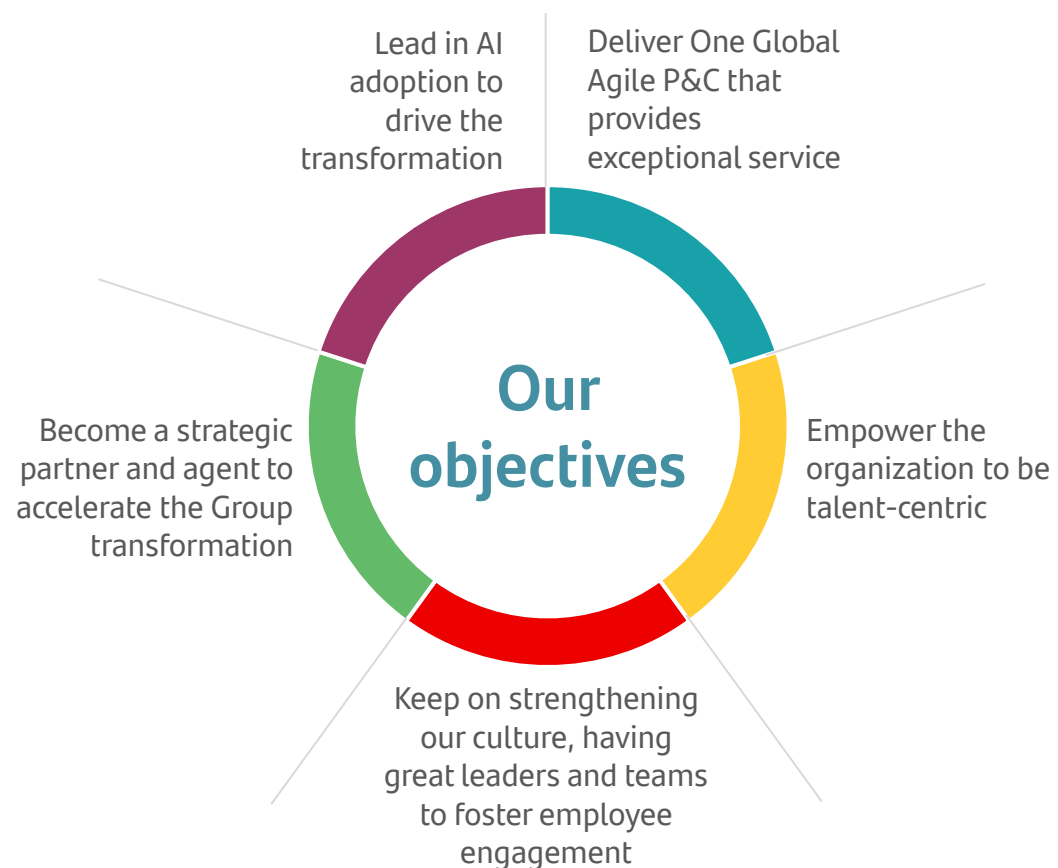 Lead in AI
adoption to
drive the
transformation
Deliver One Global
Agile P&C that
provides
exceptional service
Our
objectives
Become a strategic
partner and agent to
accelerate the Group
transformation
Empower the
organization to be
talent-centric
Keep on strengthening
our culture, having
great leaders and teams
to foster employee
engagement